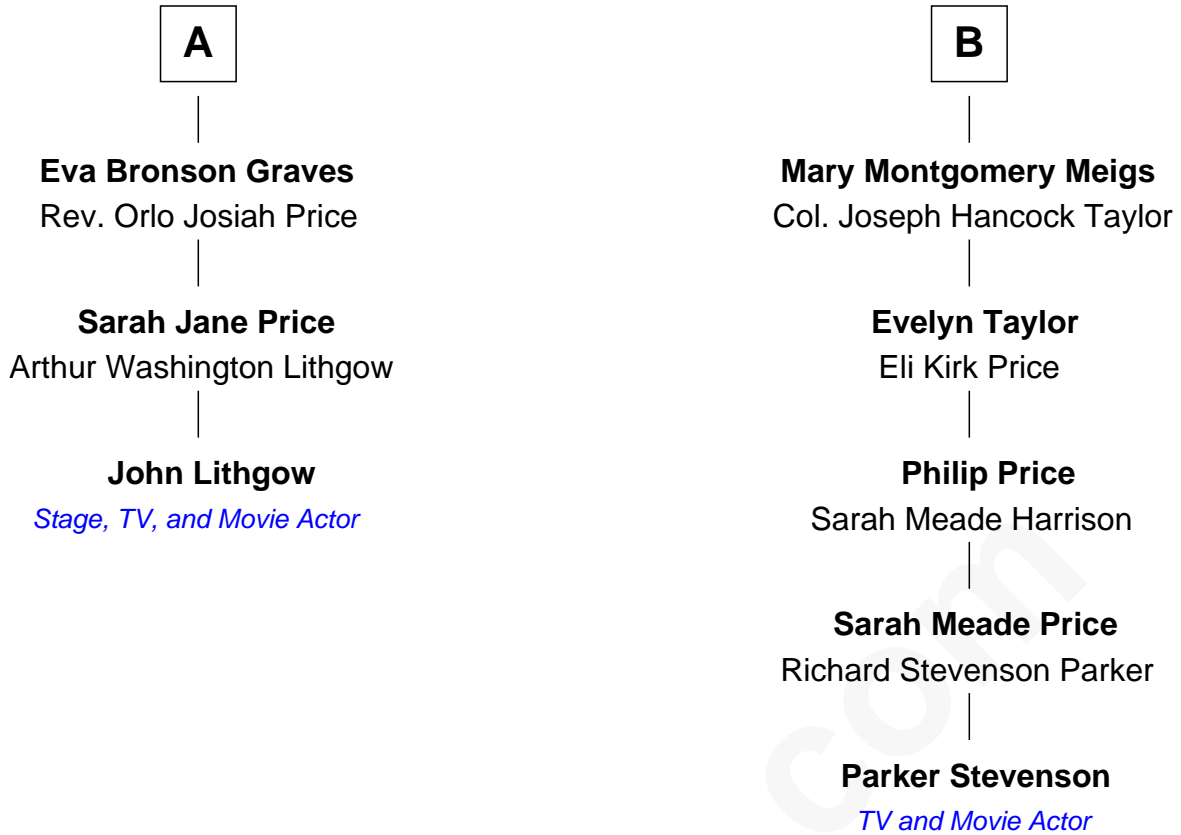 A
Eva Bronson Graves
Rev. Orlo Josiah Price
Sarah Jane Price
Arthur Washington Lithgow
John Lithgow
Stage, TV, and Movie Actor
B
Mary Montgomery Meigs
Col. Joseph Hancock Taylor
Evelyn Taylor
Eli Kirk Price
Philip Price
Sarah Meade Harrison
Sarah Meade Price
Richard Stevenson Parker
Parker Stevenson
TV and Movie Actor
com